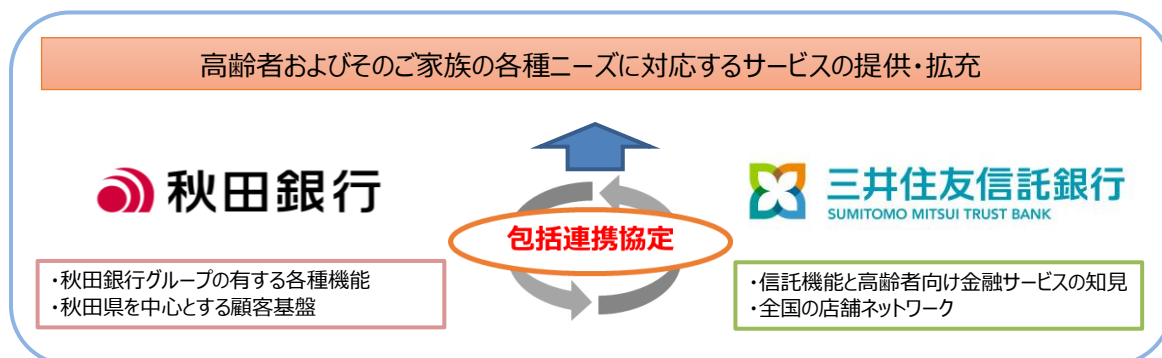 高齢者およびそのご家族の各種ニーズに対応するサービスの提供・拡充
秋田銀行
三井住友信託銀行
SUMITOMO MITSUI TRUST BANK
包括連携協定
・秋田銀行グループの有する各種機能
・秋田県を中心とする顧客基盤
・信託機能と高齢者向け金融サービスの知見
・全国の店舗ネットワーク